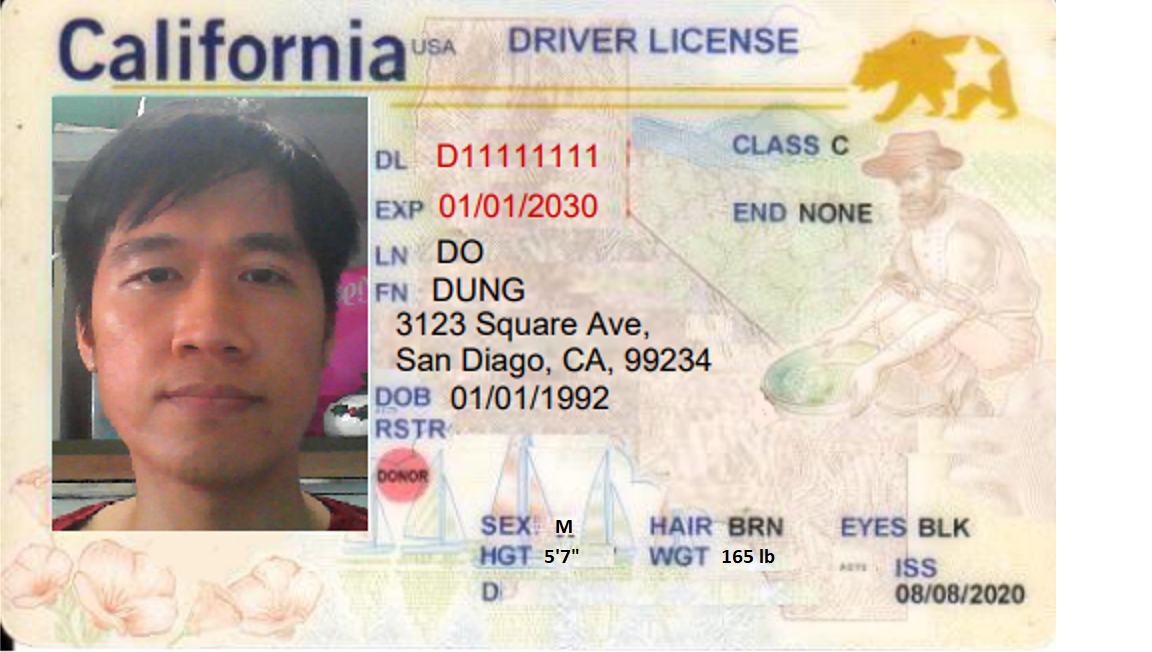 California USA DRIVER LICENSE
DL D11111111
CLASS C
EXP 01/01/2030
END NONE
LN DO
FN DUNG
3123 Square Ave,
San Diago, CA, 99234
DOB 01/01/1992
RSTR
DONOR
SEX: M HAIR BRN EYES BLK
HGT 5'7" WGT 165 lb
ISS
D
08/08/2020